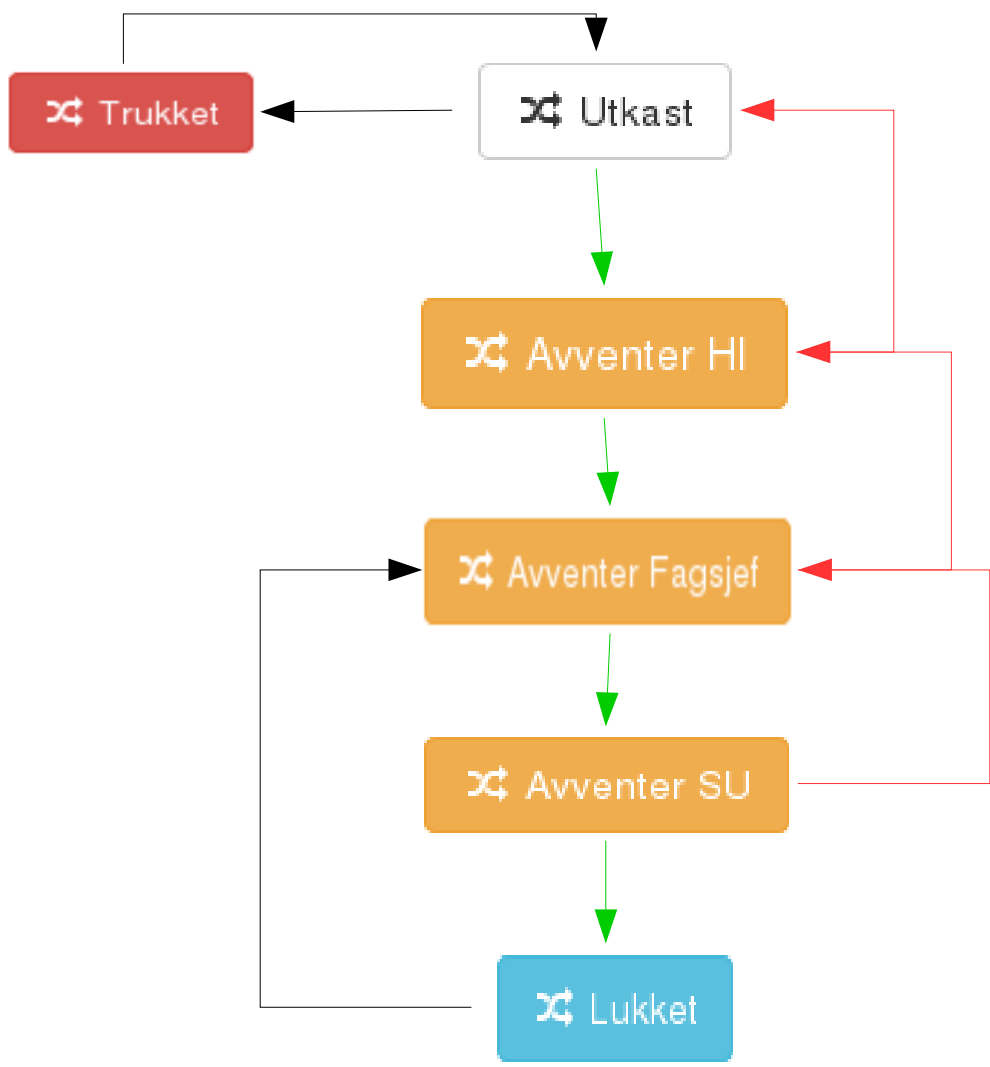 Trukket
Utkast
Avventer HI
Avventer Fagsjef
Avventer SU
Lukket